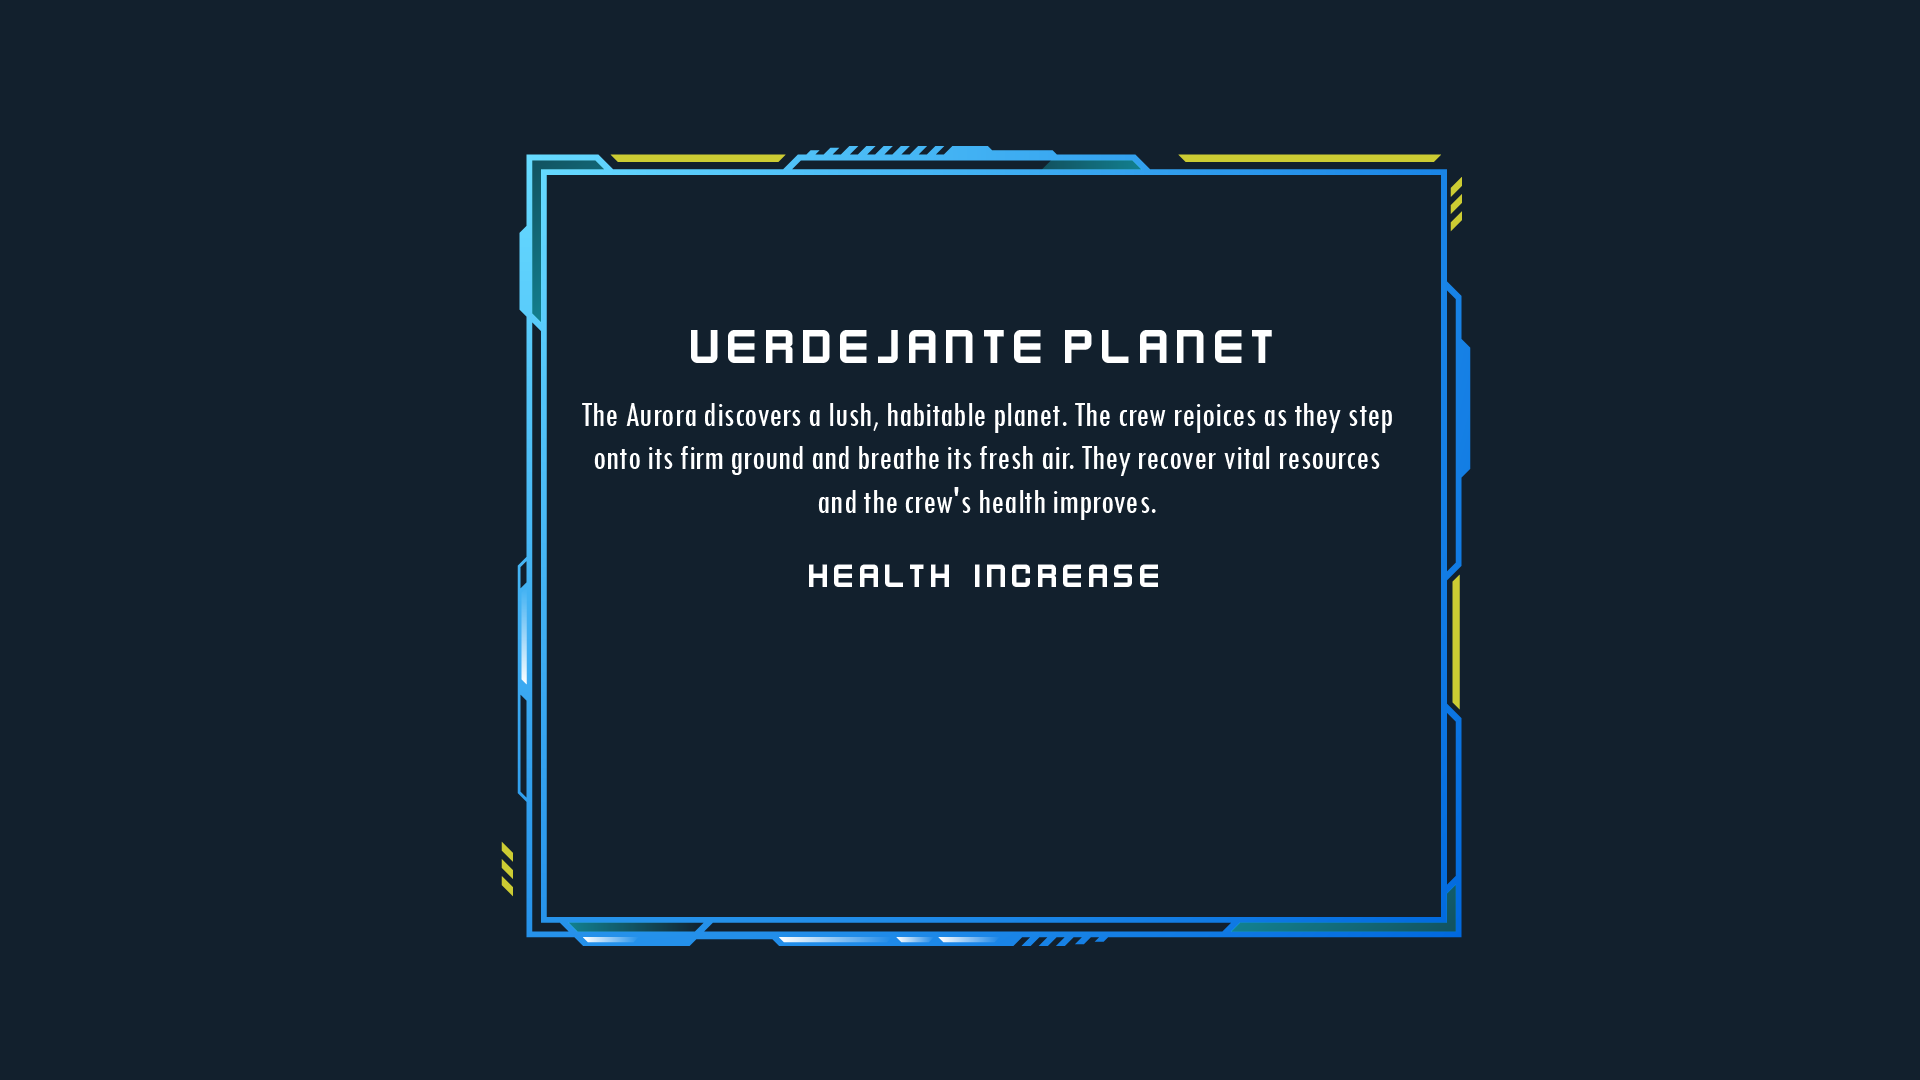 VERDEJANTE PLANET
The Aurora discovers a lush, habitable planet. The crew rejoices as they step
onto its firm ground and breathe its fresh air. They recover vital resources
and the crew's health improves.
HEALTH INCREASE